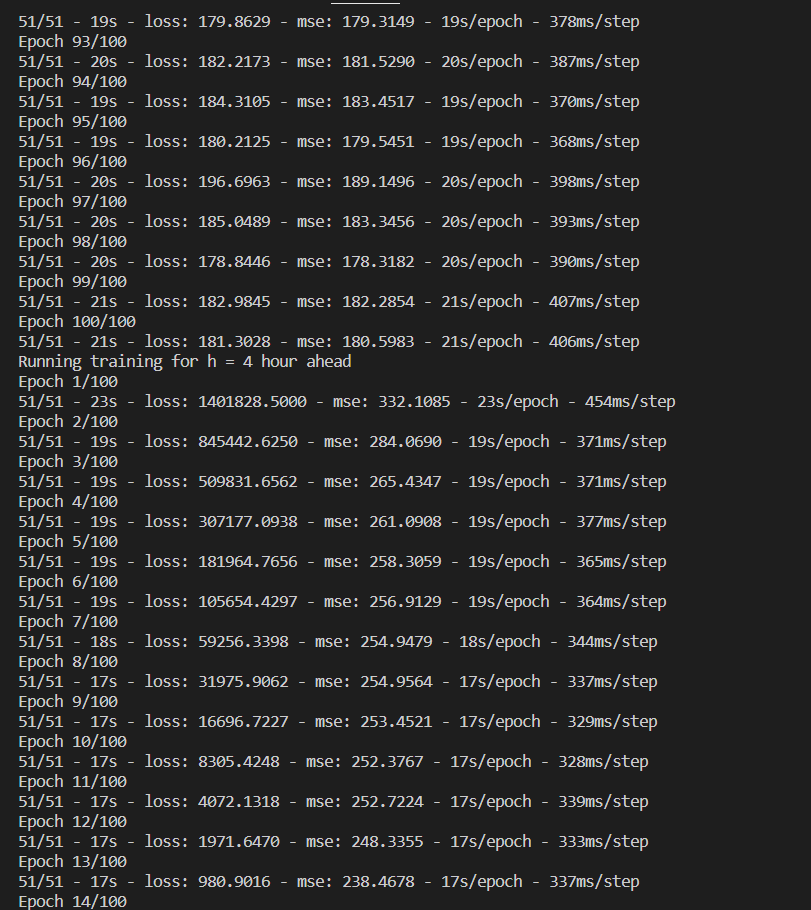 51/51 - 19s - loss: 179.8629 - mse: 179.3149 - 19s/epoch - 378ms/step
Epoch 93/100
51/51 - 20s - loss: 182.2173 - mse: 181.5290 - 20s/epoch - 387ms/step
Epoch 94/100
51/51 - 19s - loss: 184.3105 - mse: 183.4517 - 19s/epoch - 370ms/step
Epoch 95/100
51/51 - 19s - loss: 180.2125 - mse: 179.5451 - 19s/epoch - 368ms/step
Epoch 96/100
51/51 - 20s - loss: 196.6963 - mse: 189.1496 - 20s/epoch - 398ms/step
Epoch 97/100
51/51 - 20s - loss: 185.0489 - mse: 183.3456 - 20s/epoch - 393ms/step
Epoch 98/100
51/51 - 20s - loss: 178.8446 - mse: 178.3182 - 20s/epoch - 390ms/step
Epoch 99/100
51/51 - 21s - loss: 182.9845 - mse: 182.2854 - 21s/epoch - 407ms/step
Epoch 100/100
51/51 - 21s - loss: 181.3028 - mse: 180.5983 - 21s/epoch - 406ms/step
Running training for h = 4 hour ahead
Epoch 1/100
51/51 - 23s - loss: 1401828.5000 - mse: 332.1085 - 23s/epoch - 454ms/step
Epoch 2/100
51/51 - 19s - loss: 845442.6250 - mse: 284.0690 - 19s/epoch - 371ms/step
Epoch 3/100
51/51 - 19s - loss: 509831.6562 - mse: 265.4347 - 19s/epoch - 371ms/step
Epoch 4/100
51/51 - 19s - loss: 307177.0938 - mse: 261.0908 - 19s/epoch - 377ms/step
Epoch 5/100
51/51 - 19s - loss: 181964.7656 - mse: 258.3059 - 19s/epoch - 365ms/step
Epoch 6/100
51/51 - 19s - loss: 105654.4297 - mse: 256.9129 - 19s/epoch - 364ms/step
Epoch 7/100
51/51 - 18s - loss: 59256.3398 - mse: 254.9479 - 18s/epoch - 344ms/step
Epoch 8/100
51/51 - 17s - loss: 31975.9062 - mse: 254.9564 - 17s/epoch - 337ms/step
Epoch 9/100
51/51 - 17s - loss: 16696.7227 - mse: 253.4521 - 17s/epoch - 329ms/step
Epoch 10/100
51/51 - 17s - loss: 8305.4248 - mse: 252.3767 - 17s/epoch - 328ms/step
Epoch 11/100
51/51 - 17s - loss: 4072.1318 - mse: 252.7224 - 17s/epoch - 339ms/step
Epoch 12/100
51/51 - 17s - loss: 1971.6470 - mse: 248.3355 - 17s/epoch - 333ms/step
Epoch 13/100
51/51 - 17s - loss: 980.9016 - mse: 238.4678 - 17s/epoch - 337ms/step
Epoch 14/100